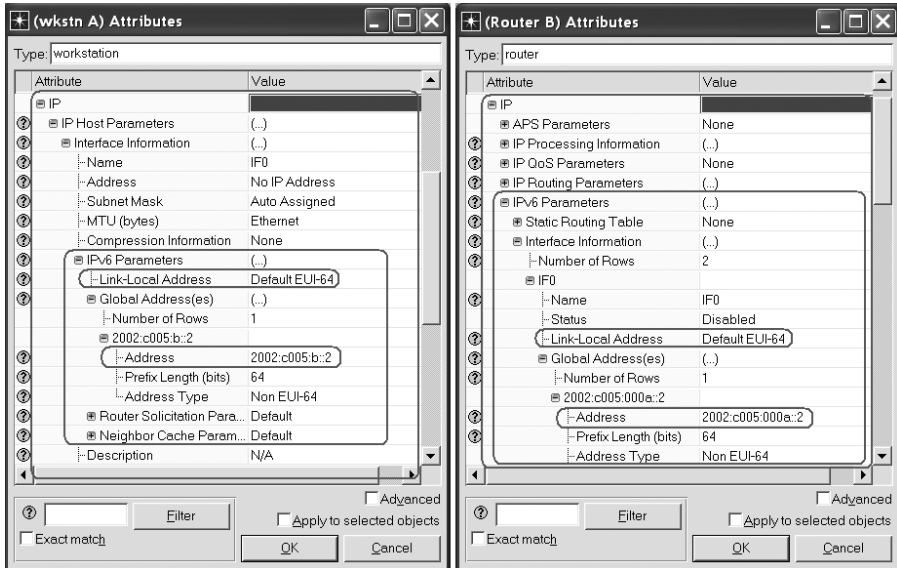 (wkstn A) Attributes
Type: workstation
Attribute Value
IP
IP Host Parameters (...)
Interface Information (...)
Name IF0
Address No IP Address
Subnet Mask Auto Assigned
MTU (bytes) Ethernet
Compression Information None
IPv6 Parameters (...)
Link-Local Address Default EUI-64
Global Address(es) (...)
Number of Rows 1
2002:c005:b::2
Address 2002:c005:b::2
Prefix Length (bits) 64
Address Type Non EUI-64
Router Solicitation Para... Default
Neighbor Cache Param... Default
Description N/A
Advanced
Filter
Apply to selected objects
Exact match
OK Cancel
(Router B) Attributes
Type: router
Attribute Value
IP
APS Parameters None
IP Processing Information (...)
IP QoS Parameters None
IP Routing Parameters (...)
IPv6 Parameters (...)
Static Routing Table None
Interface Information (...)
Number of Rows 2
IF0
Name IF0
Status Disabled
Link-Local Address Default EUI-64
Global Address(es) (...)
Number of Rows 1
2002:c005:000a::2
Address 2002:c005:000a::2
Prefix Length (bits) 64
Address Type Non EUI-64
Advanced
Filter
Apply to selected objects
Exact match
OK Cancel